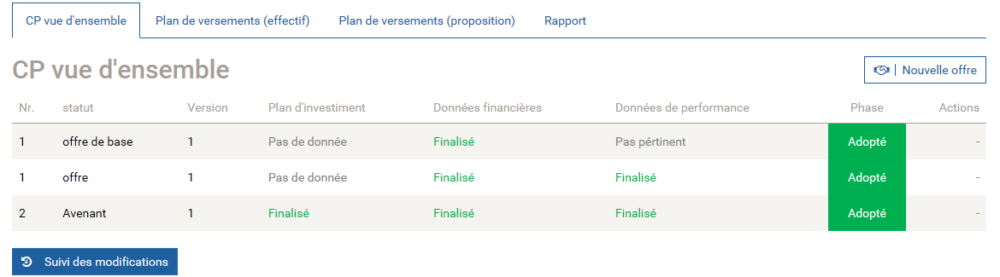 CP vue d'ensemble Plan de versements (effectif) Plan de versements (proposition) Rapport
CP vue d'ensemble
| Nouvelle offre
Nr. statut Version Plan d'investiment Données financières Données de performance Phase Actions
1 offre de base 1 Pas de donnée Finalisé Pas pértinent Adopté -
1 offre 1 Pas de donnée Finalisé Finalisé Adopté -
2 Avenant 1 Finalisé Finalisé Finalisé Adopté -
Suivi des modifications